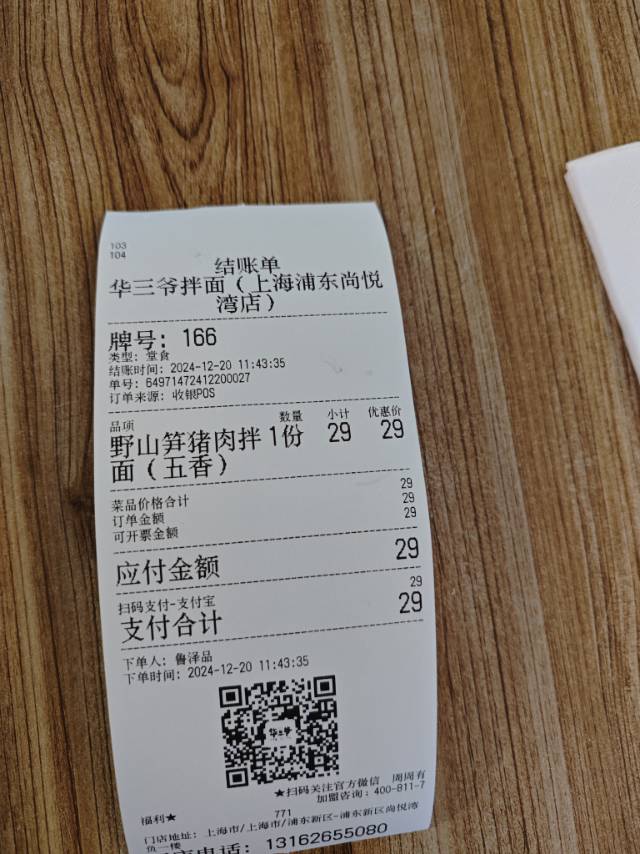 103
104
结账单
华三爷拌面（上海浦东尚悦
湾店）
牌号: 166
类型: 堂食
结账时间: 2024-12-20 11:43:35
单号: 64971472412200027
订单来源: 收银POS
品项 数量 小计 优惠价
野山笋猪肉拌 1份 29 29
面（五香）
菜品价格合计 29
订单金额 29
可开票金额 29
应付金额 29
扫码支付-支付宝 29
支付合计 29
下单人: 鲁泽品
下单时间: 2024-12-20 11:43:35
★扫码关注官方微信 周周有
福利★ 加盟咨询: 400-811-7
771
门店地址: 上海市/上海市/浦东新区-浦东新区尚悦湾
负一楼
电话: 13162655080